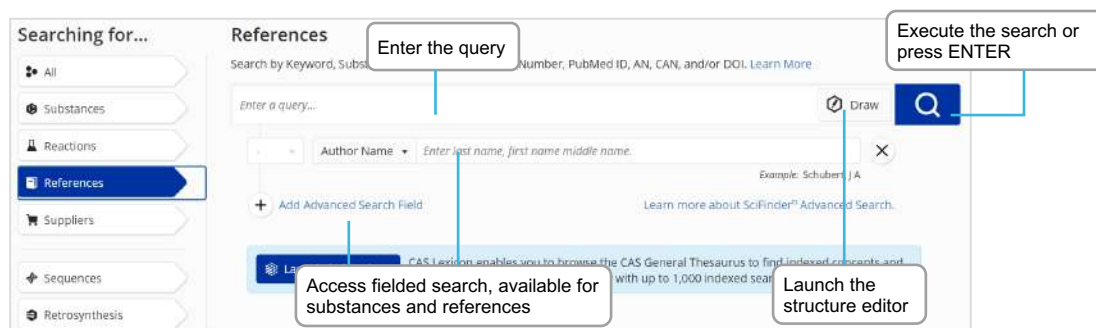 Searching for...
All
Substances
Reactions
References
Suppliers
Sequences
Retrosynthesis
References
Enter the query
Execute the search or
press ENTER
Search by Keyword, Subst Number, PubMed ID, AN, CAN, and/or DOI. Learn More
Enter a query...
Draw
Author Name
Enter last name, first name middle name.
Example: Schubert, J A
Add Advanced Search Field
Learn more about SciFinderⁿ Advanced Search.
CAS Lexicon enables you to browse the CAS General Thesaurus to find indexed concepts and
with up to 1,000 indexed sear
Access fielded search, available for
substances and references
Launch the
structure editor